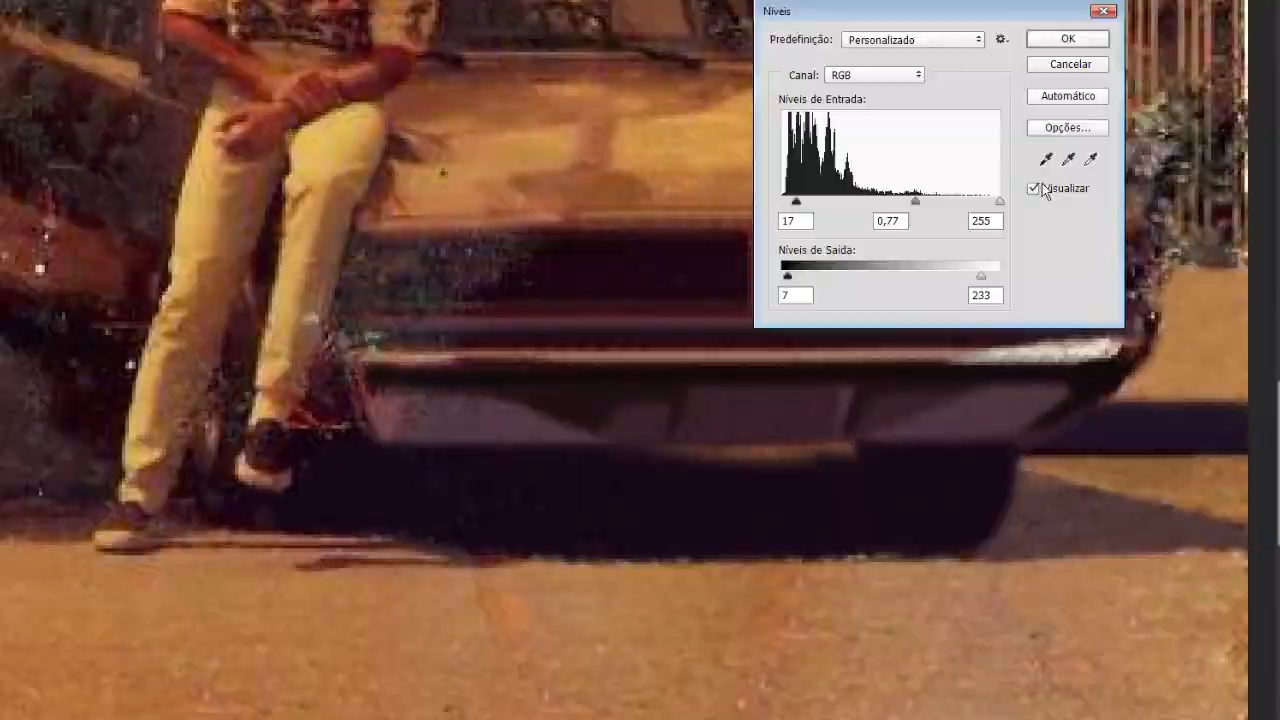 Níveis
Predefinição: Personalizado
OK
Cancelar
Canal: RGB
Automático
Níveis de Entrada:
Opções...
Visualizar
17 0,77 255
Níveis de Saída:
7 233